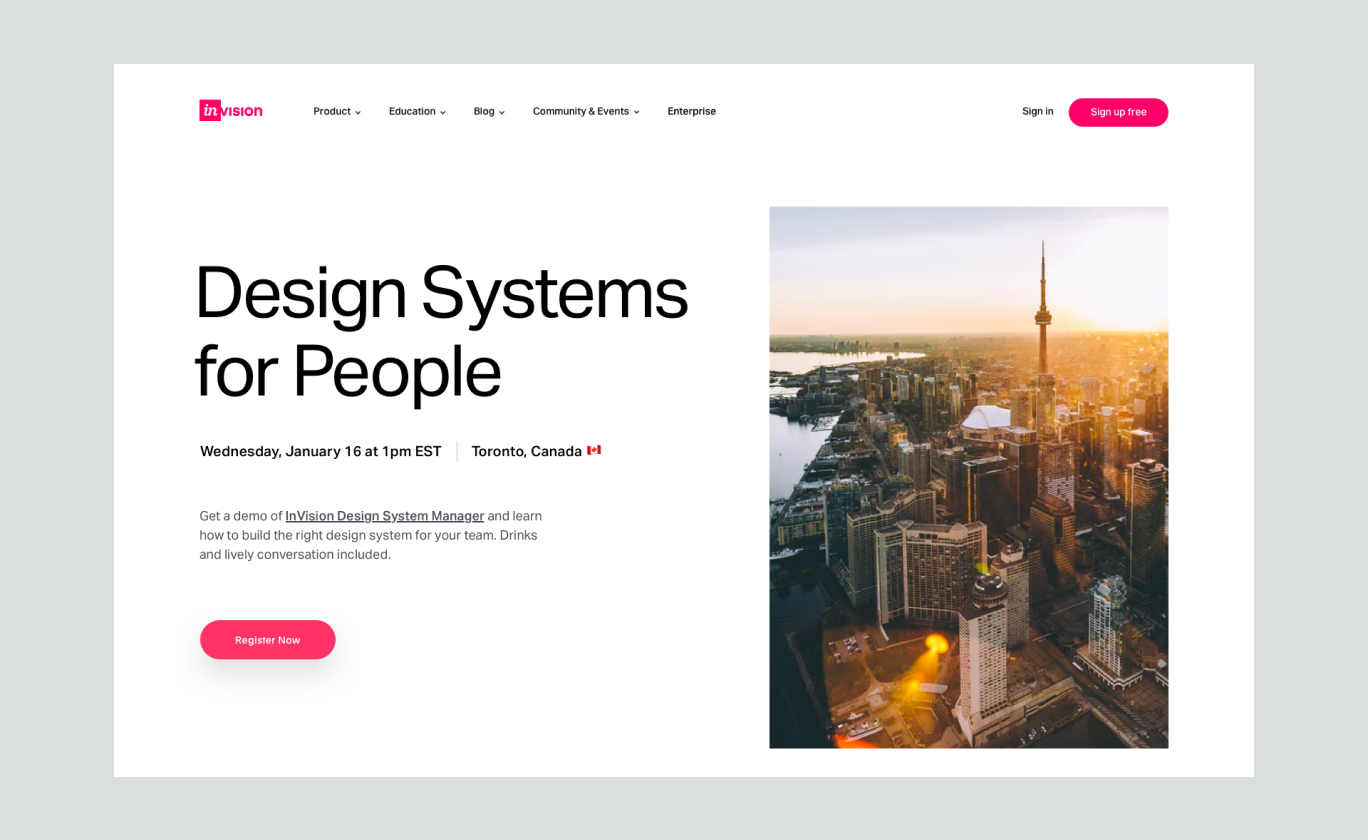 invision
Product
Education
Blog
Community & Events
Enterprise
Sign in
Sign up free
Design Systems
for People
Wednesday, January 16 at 1pm EST
Toronto, Canada 🇨🇦
Get a demo of InVision Design System Manager and learn
how to build the right design system for your team. Drinks
and lively conversation included.
Register Now